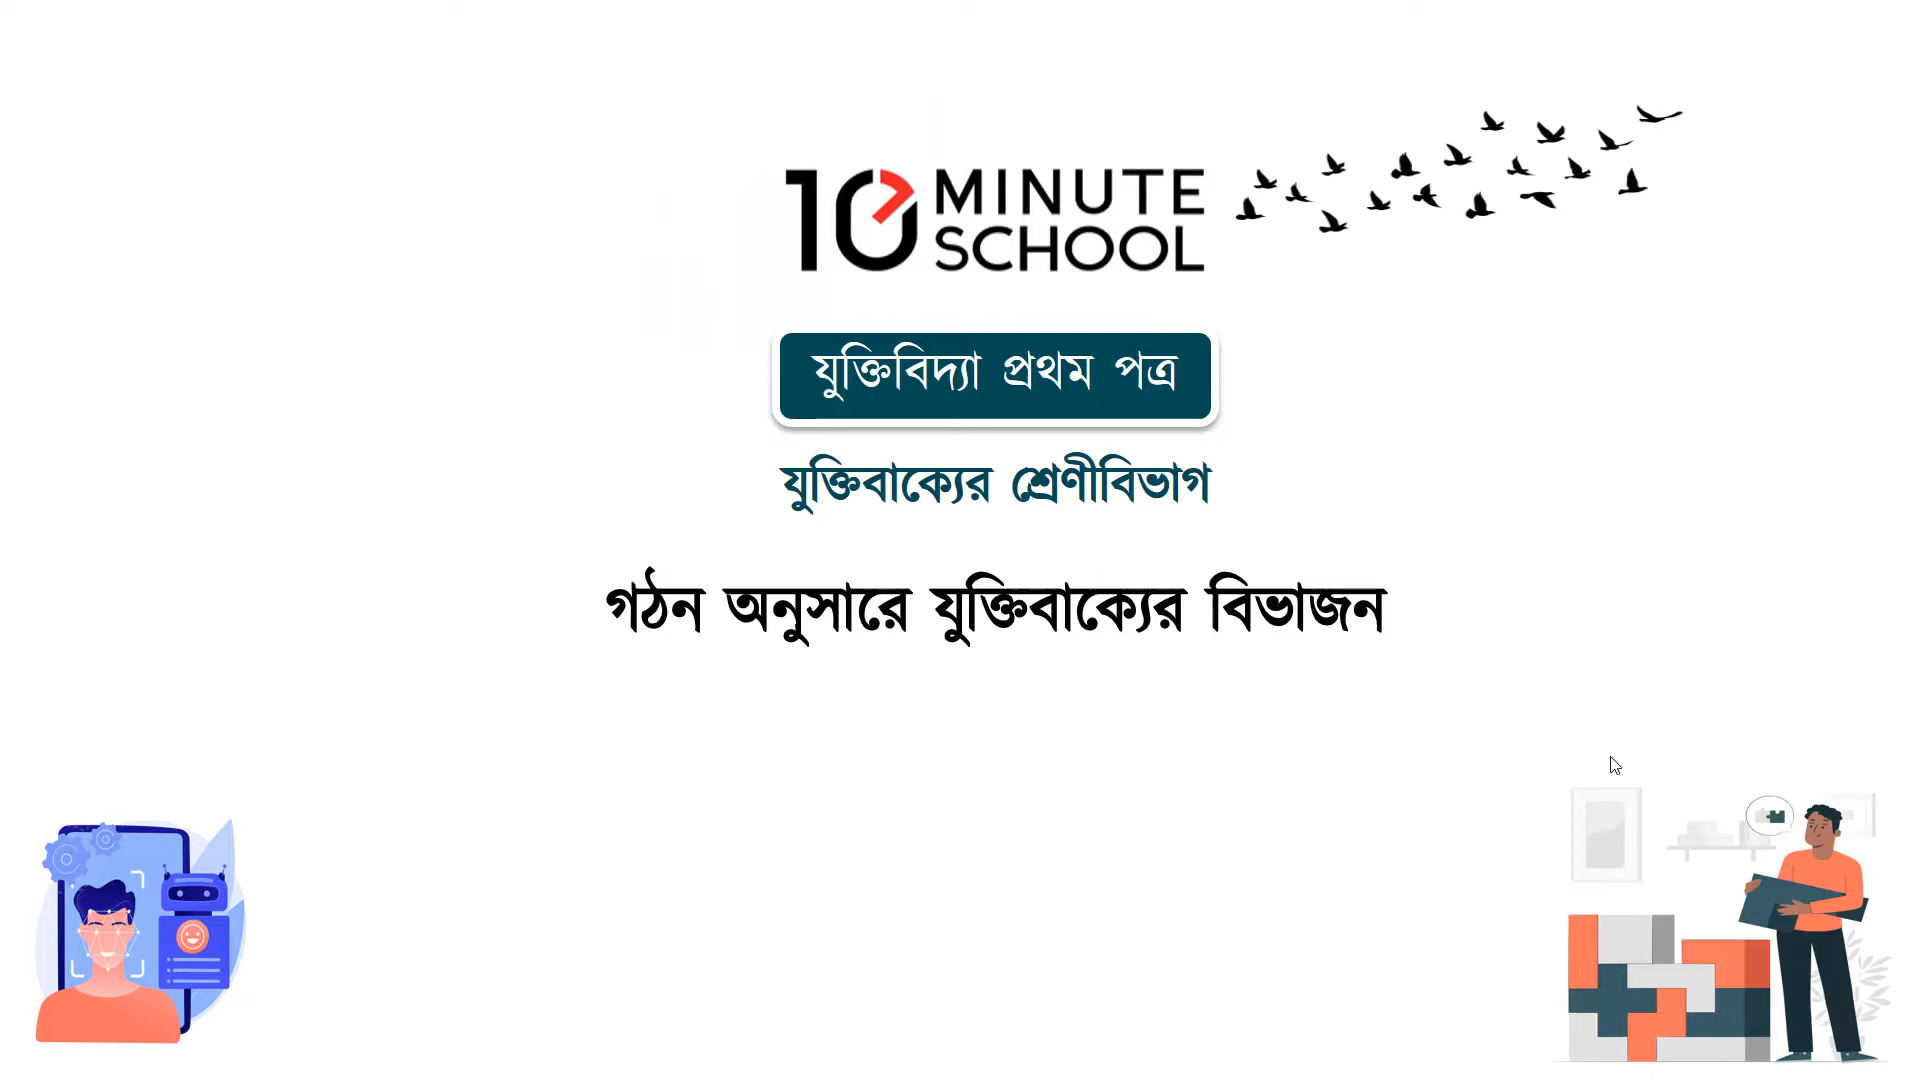 10 MINUTE
SCHOOL
যুক্তিবিদ্যা প্রথম পত্র
যুক্তিবাক্যের শ্রেণীবিভাগ
গঠন অনুসারে যুক্তিবাক্যের বিভাজন